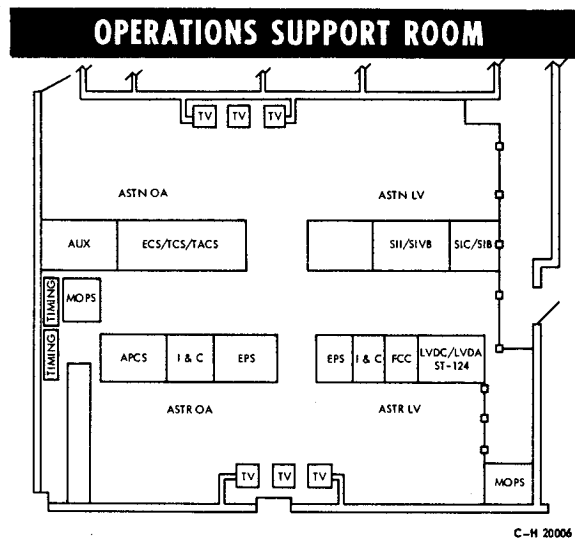 OPERATIONS SUPPORT ROOM
TV TV TV
ASTN OA ASTN LV
AUX ECS/TCS/TACS SII/SIVB SIC/SIB
TIMING MOPS
TIMING
APCS I & C EPS EPS I & C FCC LVDC/LVDA
ST-124
ASTR OA ASTR LV
TV TV TV
MOPS
C-H 20006